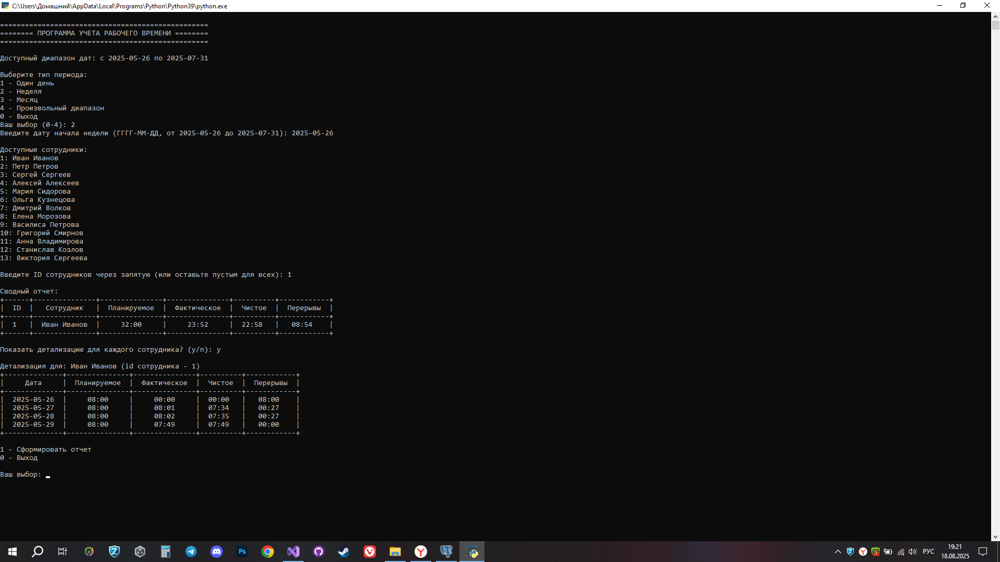 C:\Users\Домашний\AppData\Local\Programs\Python\Python39\python.exe
==================================================
======== ПРОГРАММА УЧЕТА РАБОЧЕГО ВРЕМЕНИ ========
==================================================
Доступный диапазон дат: с 2025-05-26 по 2025-07-31
Выберите тип периода:
1 - Один день
2 - Неделя
3 - Месяц
4 - Произвольный диапазон
0 - Выход
Ваш выбор (0-4): 2
Введите дату начала недели (ГГГГ-ММ-ДД, от 2025-05-26 до 2025-07-31): 2025-05-26
Доступные сотрудники:
1: Иван Иванов
2: Петр Петров
3: Сергей Сергеев
4: Алексей Алексеев
5: Мария Сидорова
6: Ольга Кузнецова
7: Дмитрий Волков
8: Елена Морозова
9: Василиса Петрова
10: Григорий Смирнов
11: Анна Владимирова
12: Станислав Козлов
13: Виктория Сергеева
Введите ID сотрудников через запятую (или оставьте пустым для всех): 1
Сводный отчет:
+------+---------------+---------------+---------------+----------+------------+
|  ID  |   Сотрудник   |  Планируемое  |  Фактическое  |  Чистое  |  Перерывы  |
+------+---------------+---------------+---------------+----------+------------+
|  1   |  Иван Иванов  |     32:00     |     23:52     |  22:58   |   08:54    |
+------+---------------+---------------+---------------+----------+------------+
Показать детализацию для каждого сотрудника? (y/n): y
Детализация для: Иван Иванов (id сотрудника - 1)
+--------------+---------------+---------------+----------+------------+
|     Дата     |  Планируемое  |  Фактическое  |  Чистое  |  Перерывы  |
+--------------+---------------+---------------+----------+------------+
|  2025-05-26  |     08:00     |     00:00     |  00:00   |   08:00    |
|  2025-05-27  |     08:00     |     08:01     |  07:34   |   00:27    |
|  2025-05-28  |     08:00     |     08:02     |  07:35   |   00:27    |
|  2025-05-29  |     08:00     |     07:49     |  07:49   |   00:00    |
+--------------+---------------+---------------+----------+------------+
1 - Сформировать отчет
0 - Выход
Ваш выбор:
Ps
РУС
19:21
18.08.2025